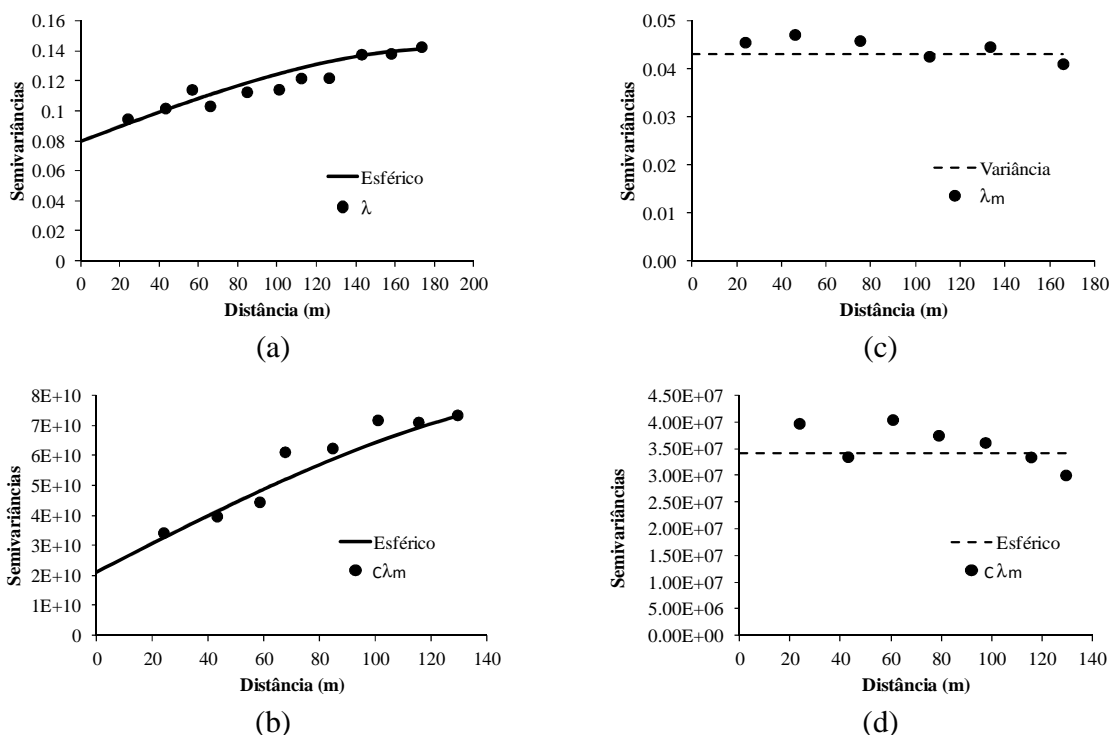 0.16
0.14
0.12
0.1
0.08
0.06
0.04
0.02
0
Semivariâncias
Esférico
λ
0 20 40 60 80 100 120 140 160 180 200
Distância (m)
(a)
0.05
0.04
0.03
0.02
0.01
0.00
Semivariâncias
Variância
λm
0 20 40 60 80 100 120 140 160 180
Distância (m)
(c)
8E+10
7E+10
6E+10
5E+10
4E+10
3E+10
2E+10
1E+10
0
Semivariâncias
Esférico
Cλm
0 20 40 60 80 100 120 140
Distância (m)
(b)
4.50E+07
4.00E+07
3.50E+07
3.00E+07
2.50E+07
2.00E+07
1.50E+07
1.00E+07
5.00E+06
0.00E+00
Semivariâncias
Esférico
Cλm
0 20 40 60 80 100 120 140
Distância (m)
(d)